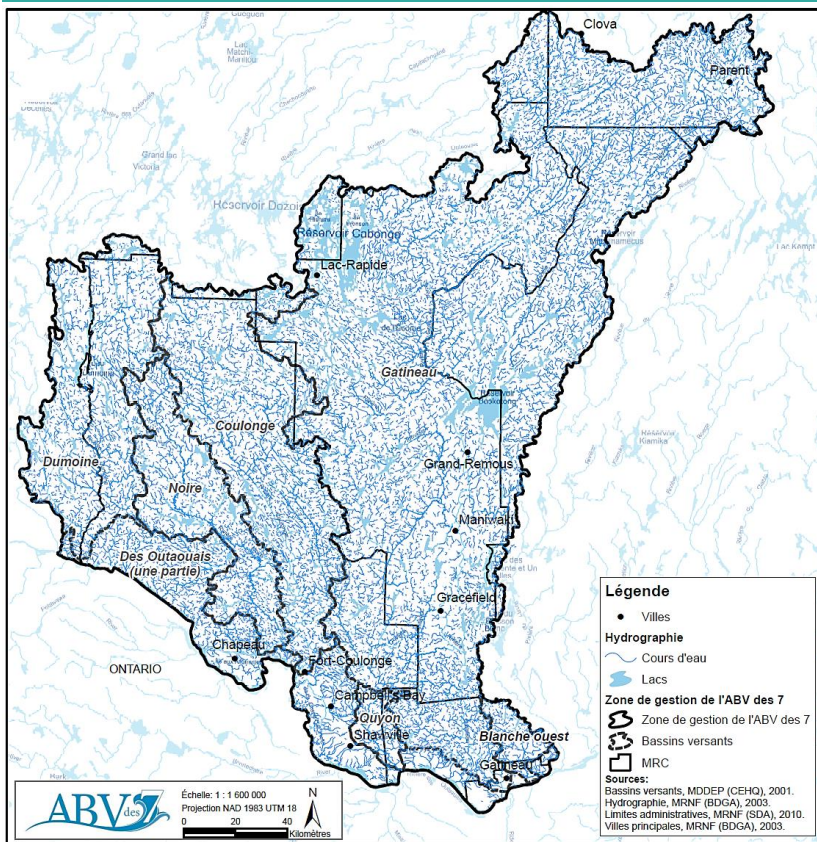 Clova
Parent
Grand lac
Victoria
Réservoir Cabonga
Lac-Rapide
Gatineau
Coulonge
Dumoine
Noire
Grand-Remous
Réservoir
Kiamika
Maniwaki
Des Outaouais
(une partie)
Gracefield
Chapeau
ONTARIO
Fort-Coulonge
Campbell's Bay
Quyon
Shawville
Blanche ouest
Gatineau
Légende
Villes
Hydrographie
Cours d'eau
Lacs
Zone de gestion de l'ABV des 7
Zone de gestion de l'ABV des 7
Bassins versants
MRC
Sources:
Bassins versants, MDDEP (CEHQ), 2001.
Hydrographie, MRNF (BDGA), 2003.
Limites administratives, MRNF (SDA), 2010.
Villes principales, MRNF (BDGA), 2003.
ABV des 7
Échelle: 1 : 1 600 000
Projection NAD 1983 UTM 18
N
0 20 40
Kilomètres